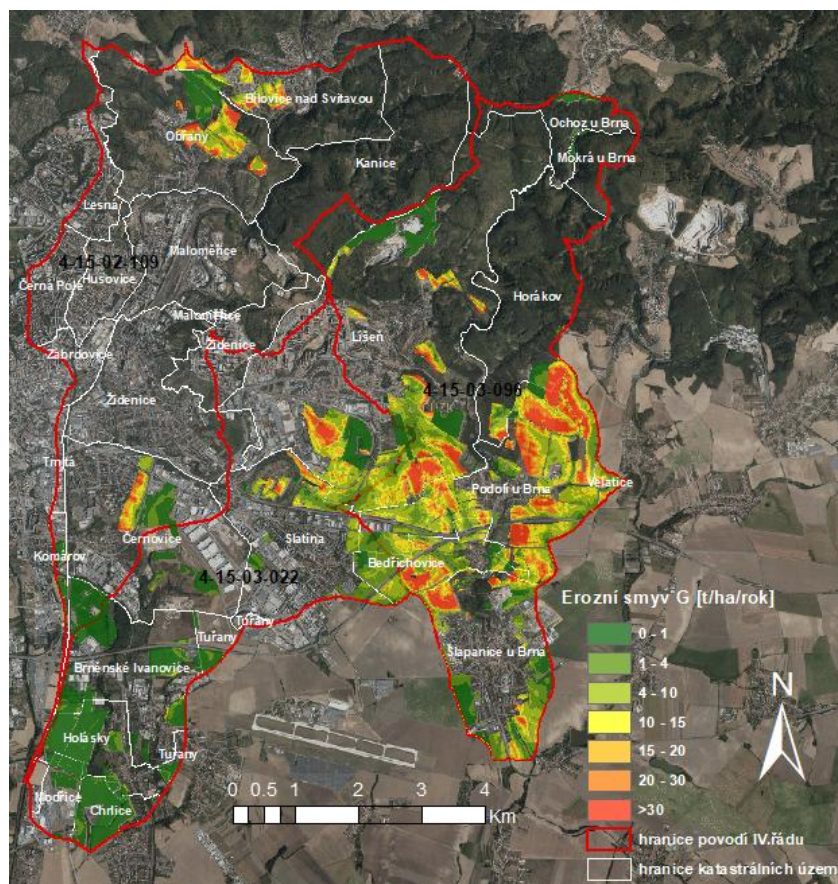 Bílovice nad Svitavou
Ochoz u Brna
Obřany
Kanice
Mokrá u Brna
Lesná
Maloměřice
4-15-02-109
Husovice
Černá Pole
Horákov
Maloměřice
Židenice
Líšeň
Zábrdovice
4-15-03-096
Židenice
Trnitá
Podolí u Brna
Velatice
Černovice
Slatina
Komárov
Bedřichovice
4-15-03-022
Erozní smyv G [t/ha/rok]
0 - 1
1 - 4
4 - 10
10 - 15
15 - 20
20 - 30
>30
hranice povodí IV.řádu
hranice katastrálních územ
N
Tuřany
Tuřany
Šlapanice u Brna
Brněnské Ivanovice
Holásky
Tuřany
Modřice
Chrlice
0 0.5 1 2 3 4
Km